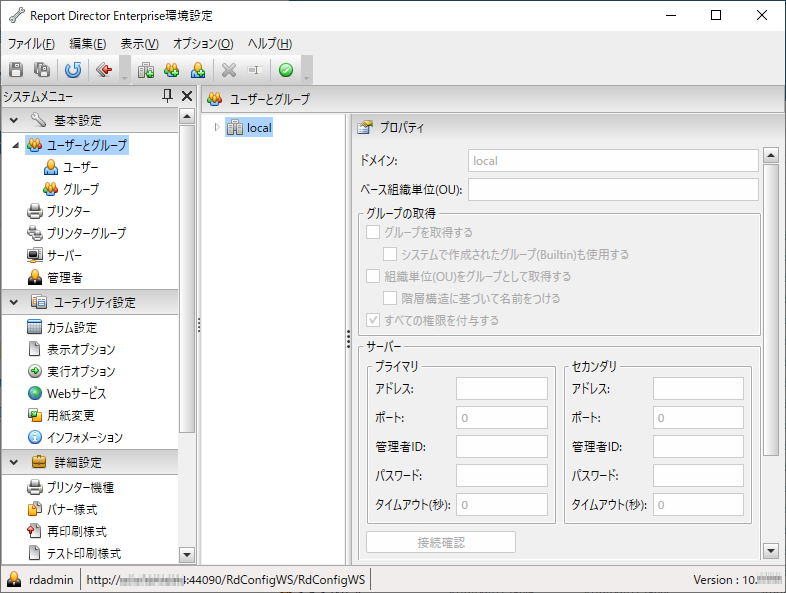 Report Director Enterprise環境設定
ファイル(F) 編集(E) 表示(V) オプション(O) ヘルプ(H)
システムメニュー
基本設定
ユーザーとグループ
ユーザー
グループ
プリンター
プリンターグループ
サーバー
管理者
ユーティリティ設定
カラム設定
表示オプション
実行オプション
Webサービス
用紙変更
インフォメーション
詳細設定
プリンター機種
バナー様式
再印刷様式
テスト印刷様式
ユーザーとグループ
local
プロパティ
ドメイン: local
ベース組織単位(OU):
グループの取得
グループを取得する
システムで作成されたグループ(Builtin)も使用する
組織単位(OU)をグループとして取得する
階層構造に基づいて名前をつける
すべての権限を付与する
サーバー
プライマリ
アドレス:
ポート: 0
管理者ID:
パスワード:
タイムアウト(秒): 0
セカンダリ
アドレス:
ポート: 0
管理者ID:
パスワード:
タイムアウト(秒): 0
接続確認
rdadmin http:// :44090/RdConfigWS/RdConfigWS Version : 10.